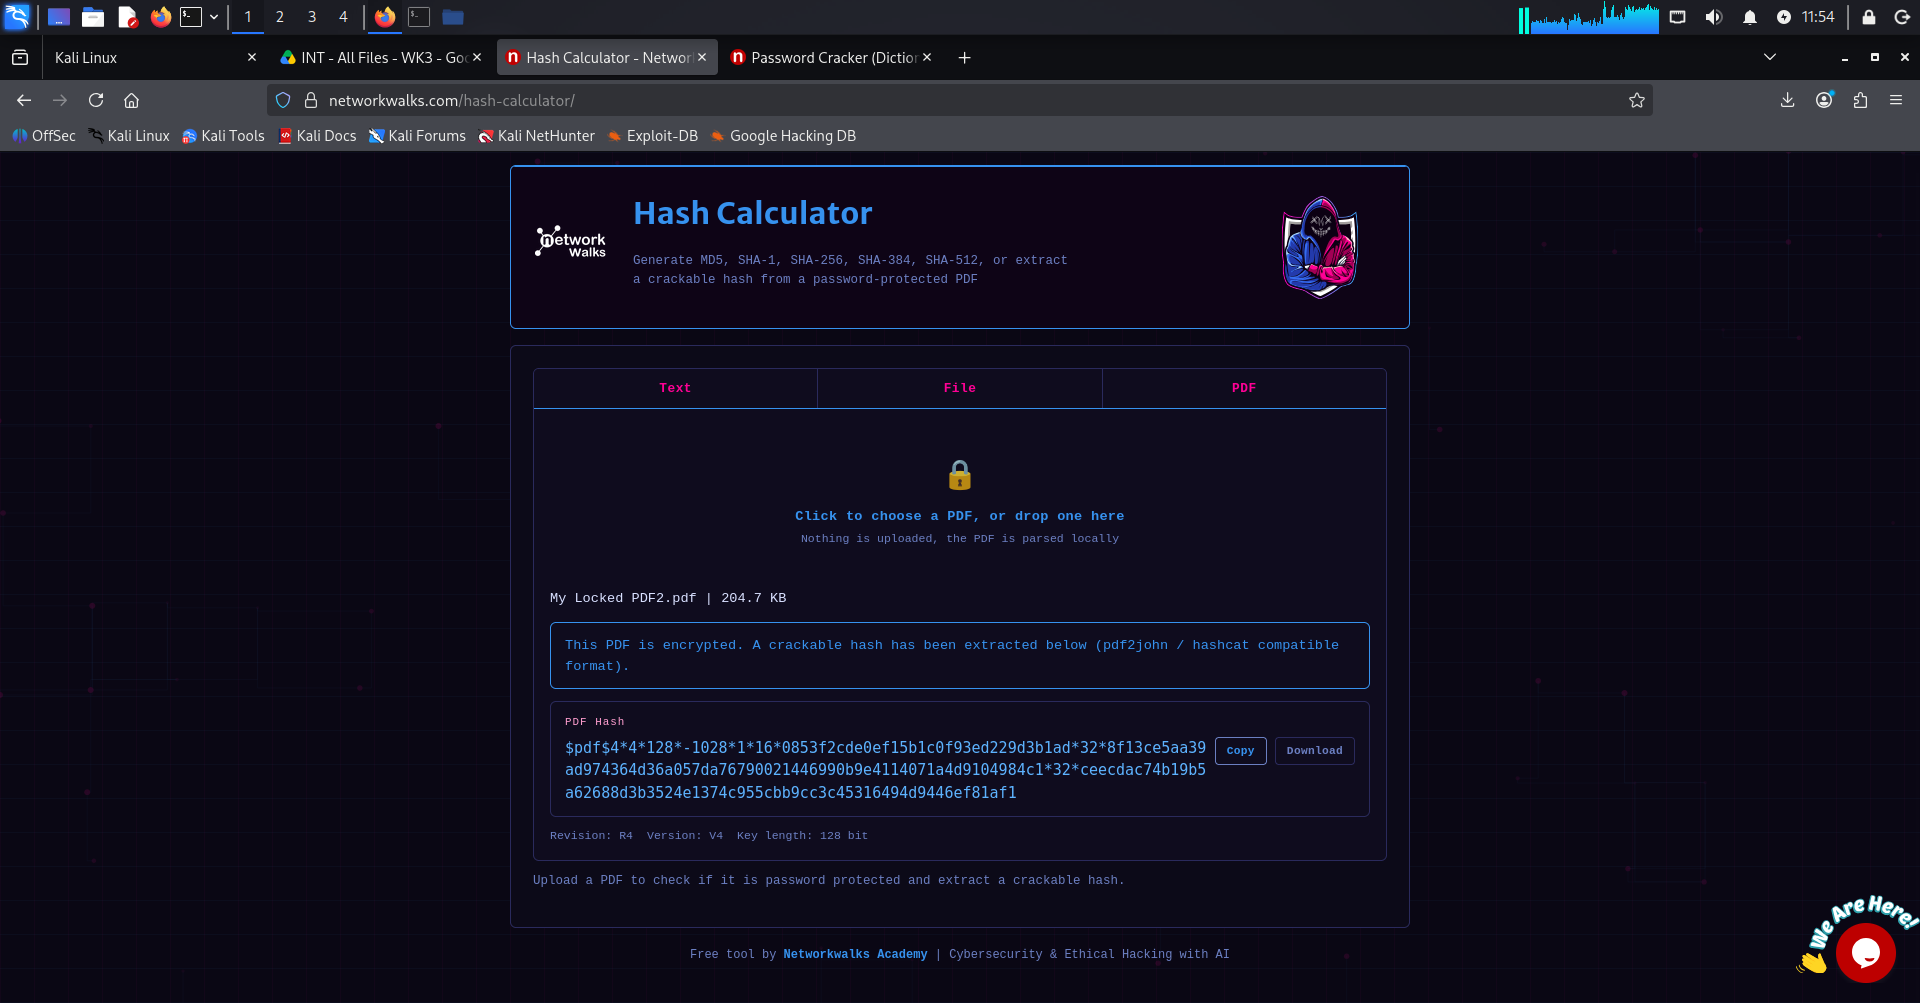 1 2 3 4 11:54
Kali Linux
INT - All Files - WK3 - Goo
Hash Calculator - Networ
Password Cracker (Diction
networkwalks.com/hash-calculator/
OffSec Kali Linux Kali Tools Kali Docs Kali Forums Kali NetHunter Exploit-DB Google Hacking DB
network
Walks
Hash Calculator
Generate MD5, SHA-1, SHA-256, SHA-384, SHA-512, or extract
a crackable hash from a password-protected PDF
Text File PDF
Click to choose a PDF, or drop one here
Nothing is uploaded, the PDF is parsed locally
My Locked PDF2.pdf | 204.7 KB
This PDF is encrypted. A crackable hash has been extracted below (pdf2john / hashcat compatible
format).
PDF Hash
$pdf$4*4*128*-1028*1*16*0853f2cde0ef15b1c0f93ed229d3b1ad*32*8f13ce5aa39
ad974364d36a057da76790021446990b9e4114071a4d9104984c1*32*ceecdac74b19b5
a62688d3b3524e1374c955cbb9cc3c45316494d9446ef81af1
Copy Download
Revision: R4 Version: V4 Key length: 128 bit
Upload a PDF to check if it is password protected and extract a crackable hash.
Free tool by Networkwalks Academy | Cybersecurity & Ethical Hacking with AI
We Are Here!